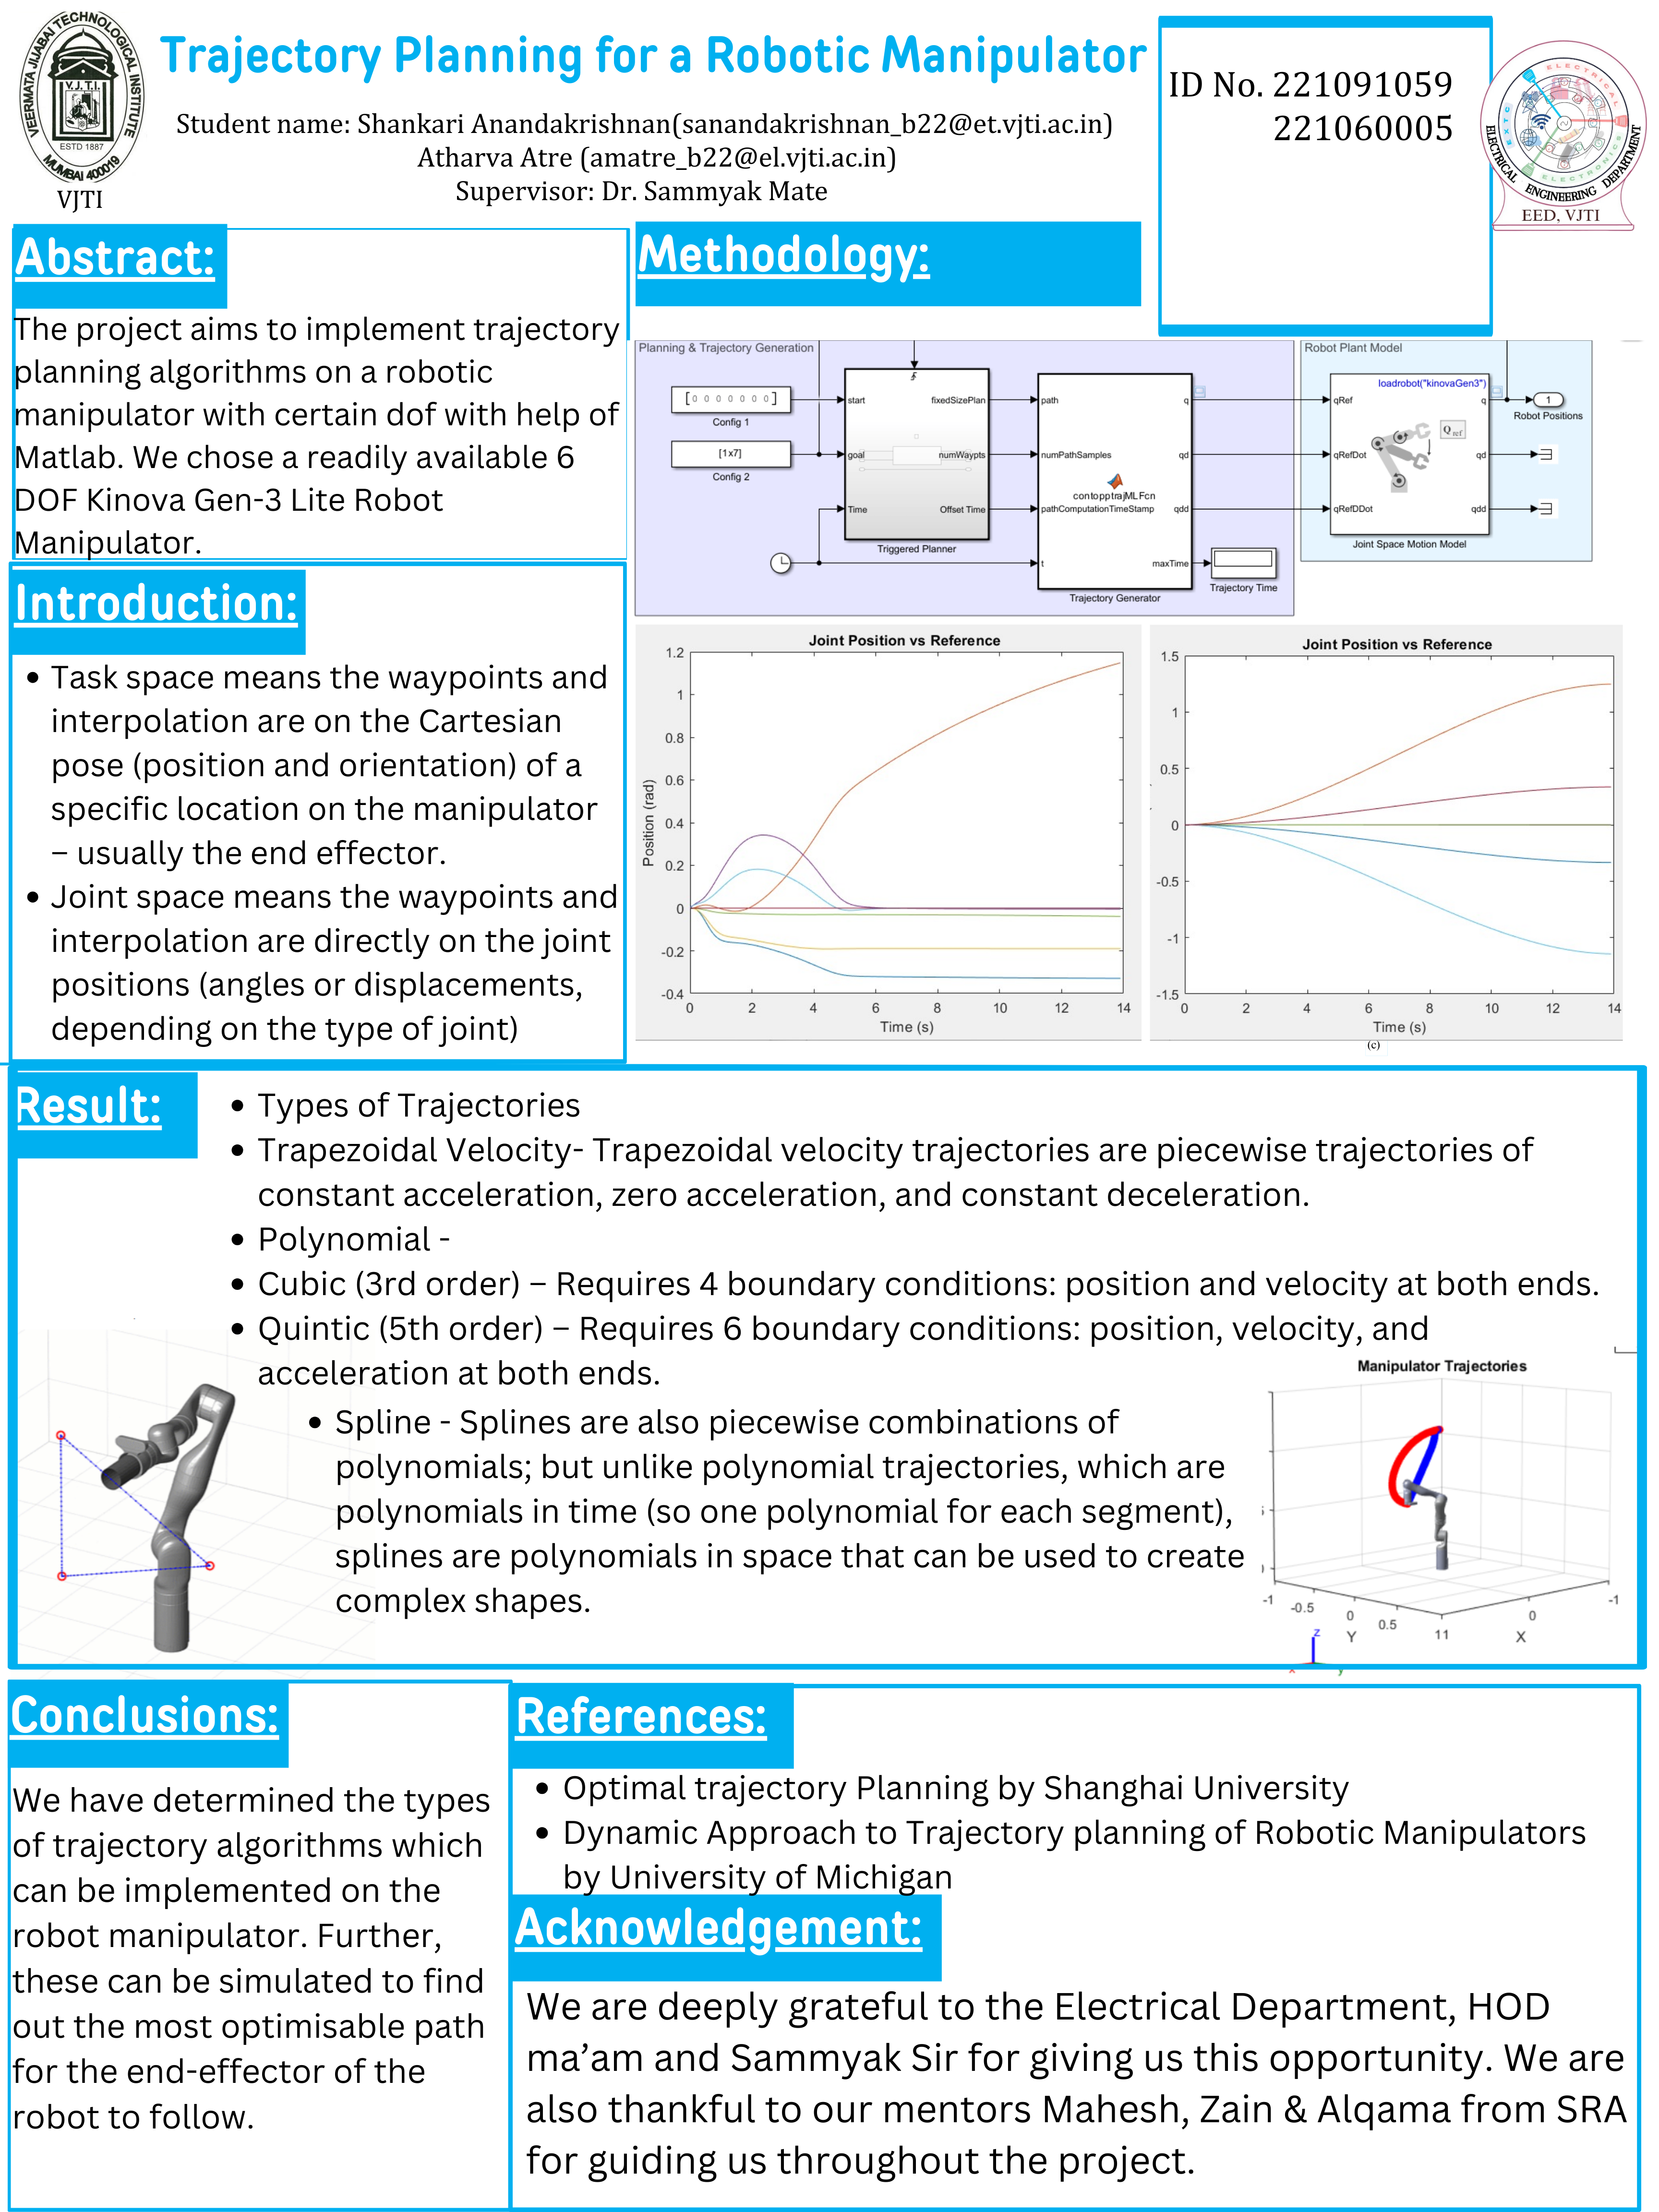 VEERMATA JIJABAI TECHNOLOGICAL INSTITUTE
V.J.T.I.
ESTD 1887
MUMBAI 400019
VJTI
Trajectory Planning for a Robotic Manipulator
Student name: Shankari Anandakrishnan(sanandakrishnan_b22@et.vjti.ac.in)
Atharva Atre (amatre_b22@el.vjti.ac.in)
Supervisor: Dr. Sammyak Mate
ID No. 221091059
221060005
ELECTRICAL
EXTC
ELECTRONICS
ELECTRICAL ENGINEERING DEPARTMENT
EED, VJTI
Abstract:
The project aims to implement trajectory
planning algorithms on a robotic
manipulator with certain dof with help of
Matlab. We chose a readily available 6
DOF Kinova Gen-3 Lite Robot
Manipulator.
Introduction:
• Task space means the waypoints and
interpolation are on the Cartesian
pose (position and orientation) of a
specific location on the manipulator
– usually the end effector.
• Joint space means the waypoints and
interpolation are directly on the joint
positions (angles or displacements,
depending on the type of joint)
Methodology:
Planning & Trajectory Generation
[0 0 0 0 0 0 0]
Config 1
[1x7]
Config 2
start
goal
Time
fixedSizePlan
numWaypts
Offset Time
Triggered Planner
path
numPathSamples
pathComputationTimeStamp
t
contopptrajMLFcn
q
qd
qdd
maxTime
Trajectory Generator
Trajectory Time
Robot Plant Model
loadrobot("kinovaGen3")
qRef
qRefDot
qRefDDot
Q ref
q
qd
qdd
Joint Space Motion Model
1
Robot Positions
Joint Position vs Reference
Position (rad)
1.2
1
0.8
0.6
0.4
0.2
0
-0.2
-0.4
0 2 4 6 8 10 12 14
Time (s)
Joint Position vs Reference
1.5
1
0.5
0
-0.5
-1
-1.5
0 2 4 6 8 10 12 14
Time (s)
(c)
Result:
• Types of Trajectories
• Trapezoidal Velocity- Trapezoidal velocity trajectories are piecewise trajectories of
constant acceleration, zero acceleration, and constant deceleration.
• Polynomial -
• Cubic (3rd order) – Requires 4 boundary conditions: position and velocity at both ends.
• Quintic (5th order) – Requires 6 boundary conditions: position, velocity, and
acceleration at both ends.
• Spline - Splines are also piecewise combinations of
polynomials; but unlike polynomial trajectories, which are
polynomials in time (so one polynomial for each segment),
splines are polynomials in space that can be used to create
complex shapes.
Manipulator Trajectories
-1 -0.5 0 0.5 11 0 -1
Y X
z
x y
Conclusions:
We have determined the types
of trajectory algorithms which
can be implemented on the
robot manipulator. Further,
these can be simulated to find
out the most optimisable path
for the end-effector of the
robot to follow.
References:
• Optimal trajectory Planning by Shanghai University
• Dynamic Approach to Trajectory planning of Robotic Manipulators
by University of Michigan
Acknowledgement:
We are deeply grateful to the Electrical Department, HOD
ma’am and Sammyak Sir for giving us this opportunity. We are
also thankful to our mentors Mahesh, Zain & Alqama from SRA
for guiding us throughout the project.